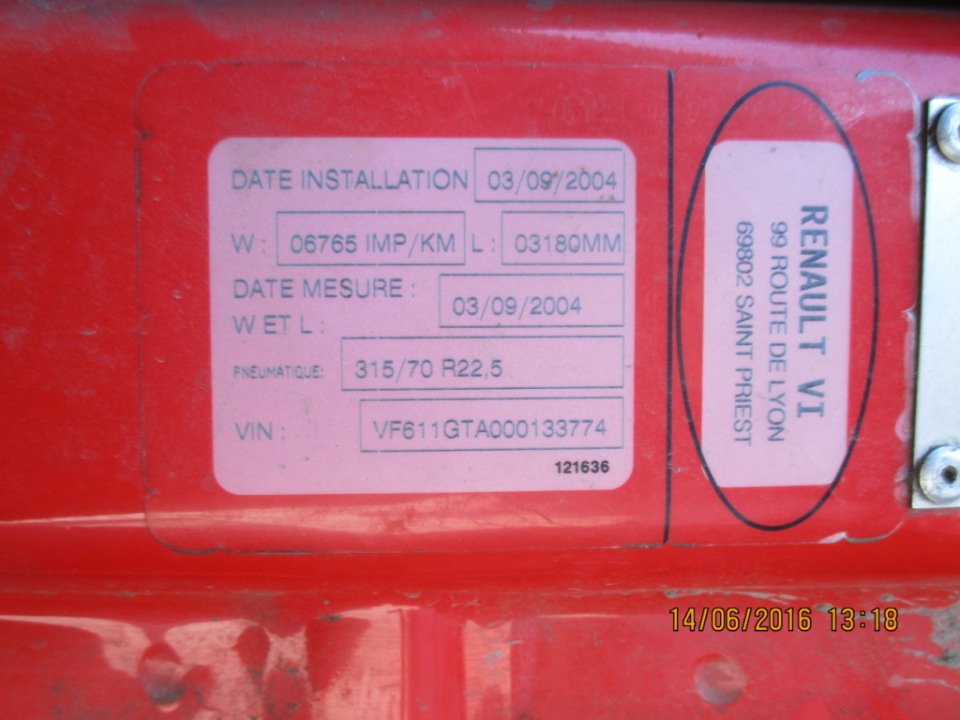 DATE INSTALLATION 03/09/2004
W : 06765 IMP/KM L : 03180MM
DATE MESURE :
W ET L : 03/09/2004
PNEUMATIQUE: 315/70 R22,5
VIN : VF611GTA000133774
121636
RENAULT VI
99 ROUTE DE LYON
69802 SAINT PRIEST
14/06/2016 13:18